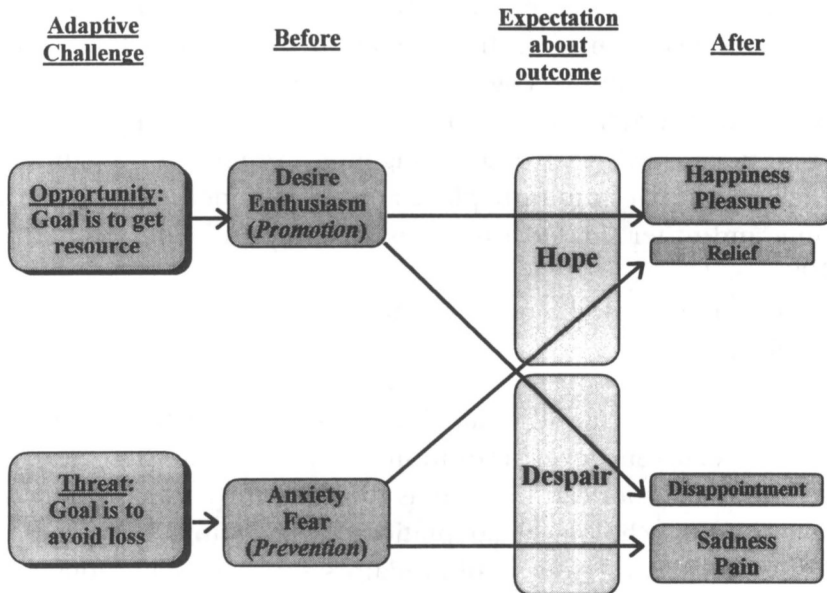 Adaptive
Challenge
Before
Expectation
about
outcome
After
Opportunity:
Goal is to get
resource
Desire
Enthusiasm
(Promotion)
Hope
Happiness
Pleasure
Relief
Threat:
Goal is to
avoid loss
Anxiety
Fear
(Prevention)
Despair
Disappointment
Sadness
Pain